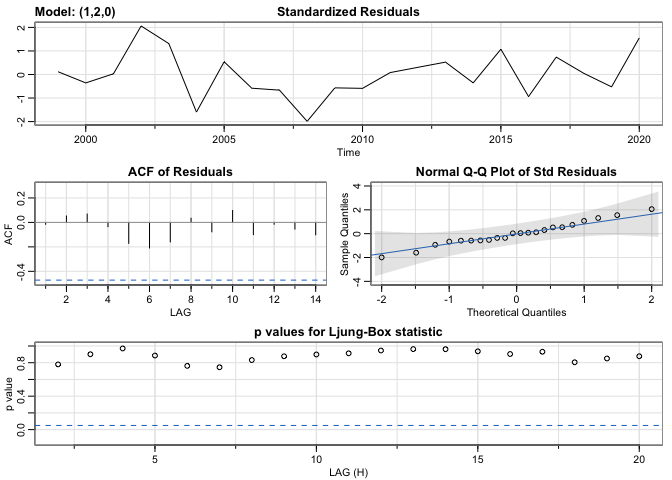 Model: (1,2,0) Standardized Residuals
2
1
0
-1
-2
2000 2005 2010 2015 2020
Time
ACF of Residuals
ACF
0.2
0.0
-0.4
2 4 6 8 10 12 14
LAG
Normal Q-Q Plot of Std Residuals
Sample Quantiles
4
2
0
-2
-4
-2 -1 0 1 2
Theoretical Quantiles
p values for Ljung-Box statistic
p value
0.8
0.4
0.0
5 10 15 20
LAG (H)